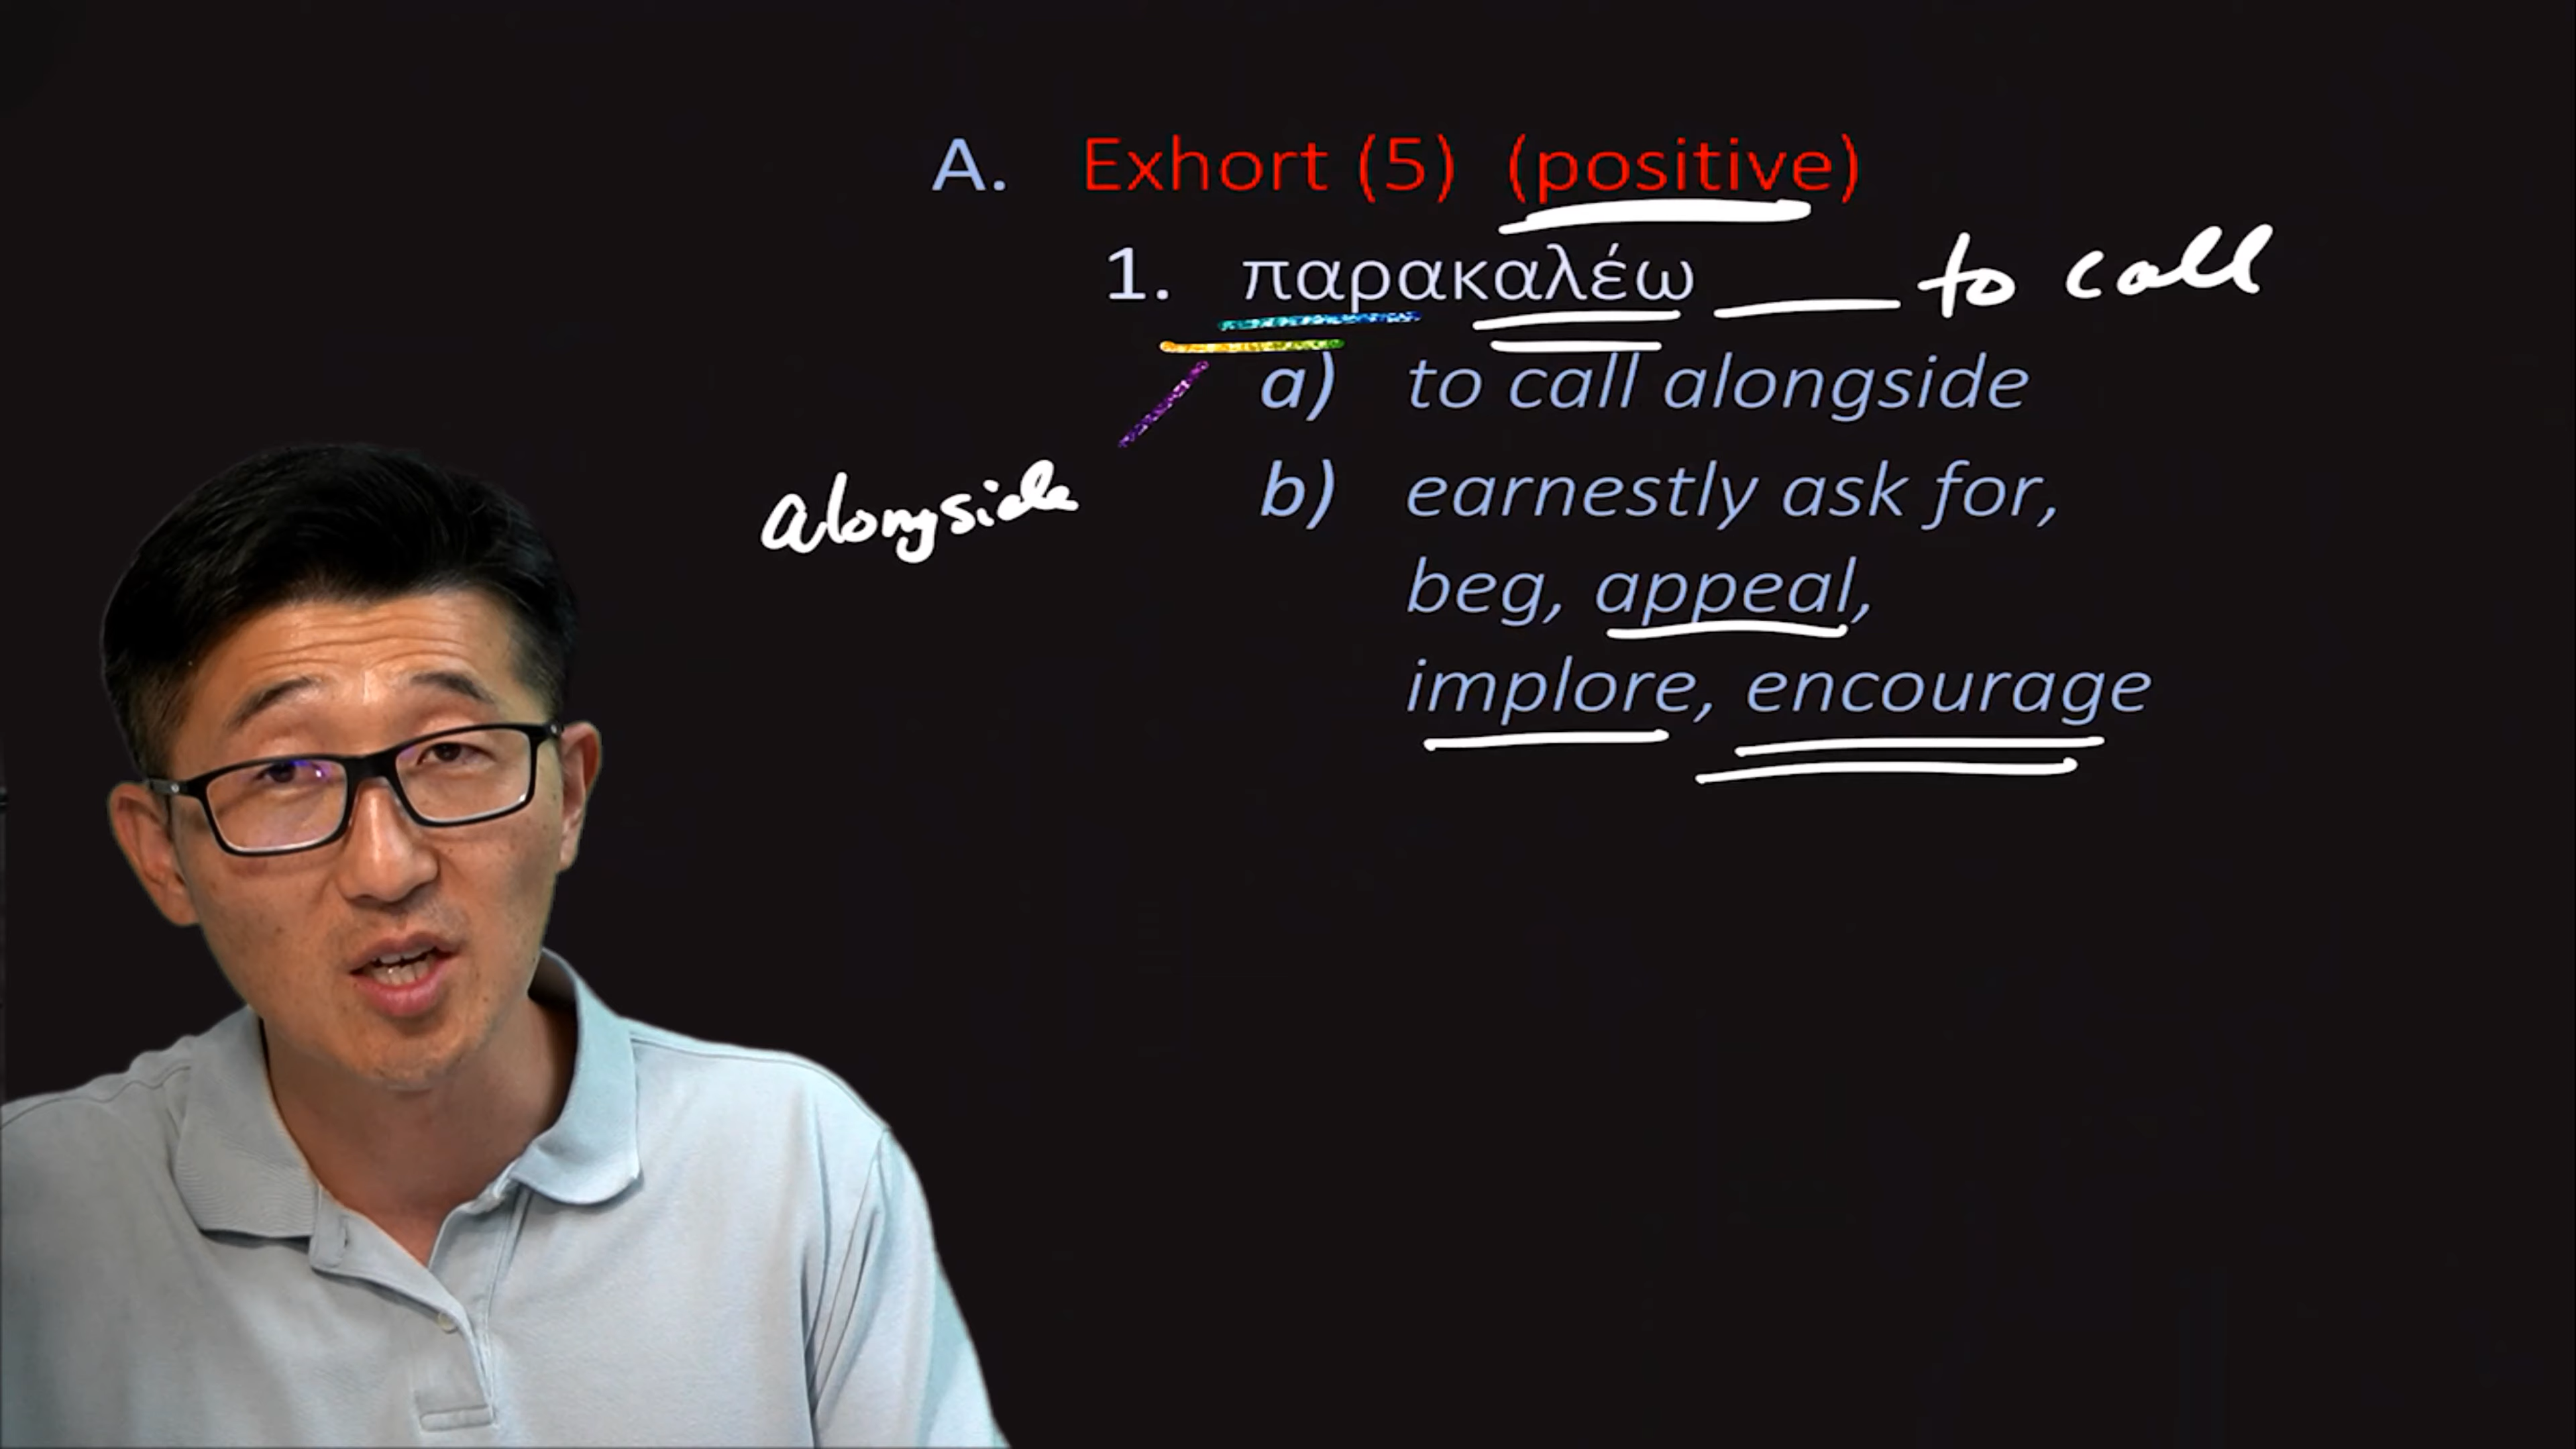 A. Exhort (5) (positive)
1. παρακαλέω to call
a) to call alongside
alongside
b) earnestly ask for,
beg, appeal,
implore, encourage